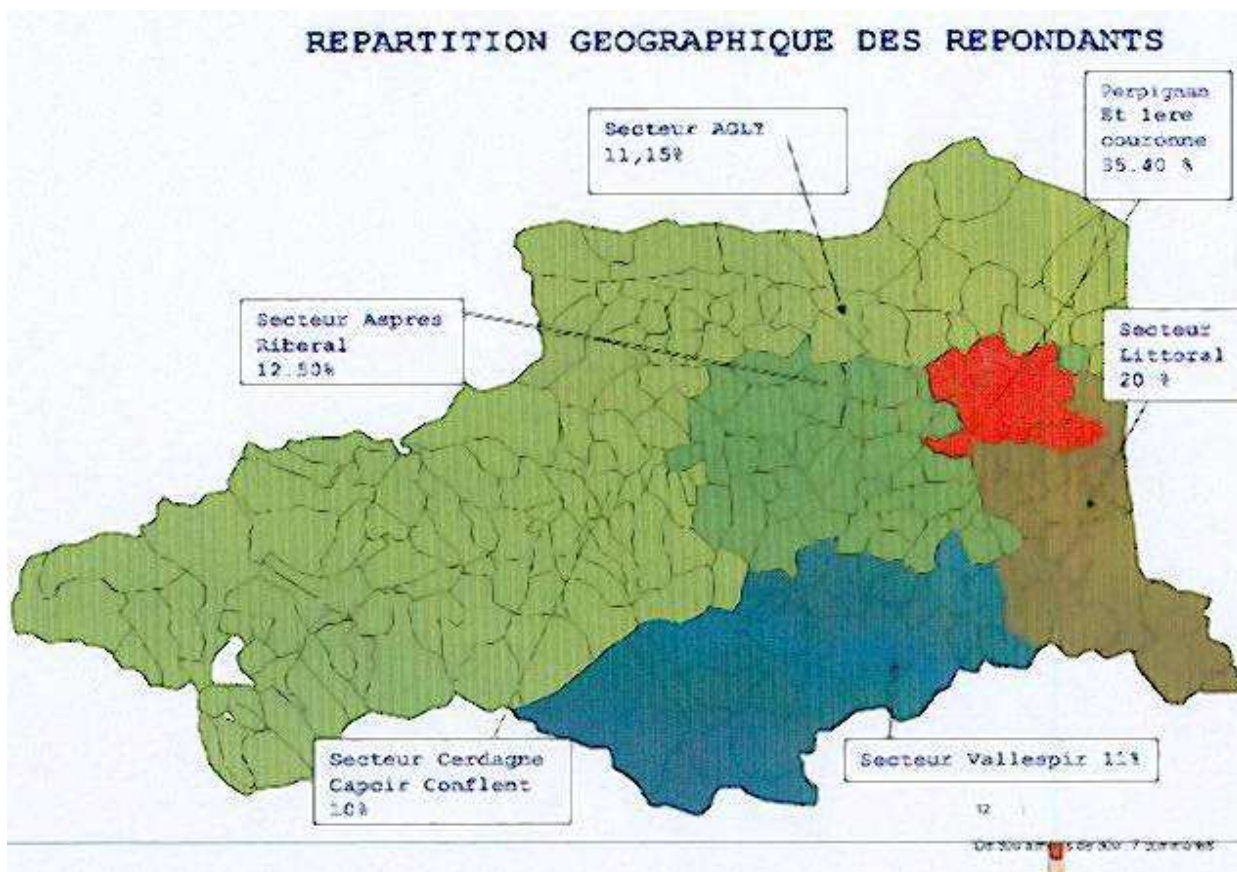 REPARTITION GEOGRAPHIQUE DES REPONDANTS
Perpignan
Et 1ere
couronne
35.40 %
Secteur AGLY
11,15%
Secteur Aspres
Riberal
12.50%
Secteur
Littoral
20 %
Secteur Cerdagne
Capcir Conflent
10%
Secteur Vallespir 11%
12